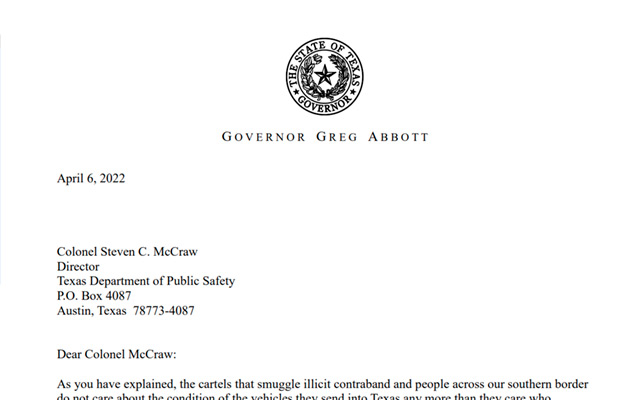 THE STATE OF TEXAS
GOVERNOR
GOVERNOR GREG ABBOTT
April 6, 2022
Colonel Steven C. McCraw
Director
Texas Department of Public Safety
P.O. Box 4087
Austin, Texas 78773-4087
Dear Colonel McCraw:
As you have explained, the cartels that smuggle illicit contraband and people across our southern border
do not care about the condition of the vehicles they send into Texas any more than they care who